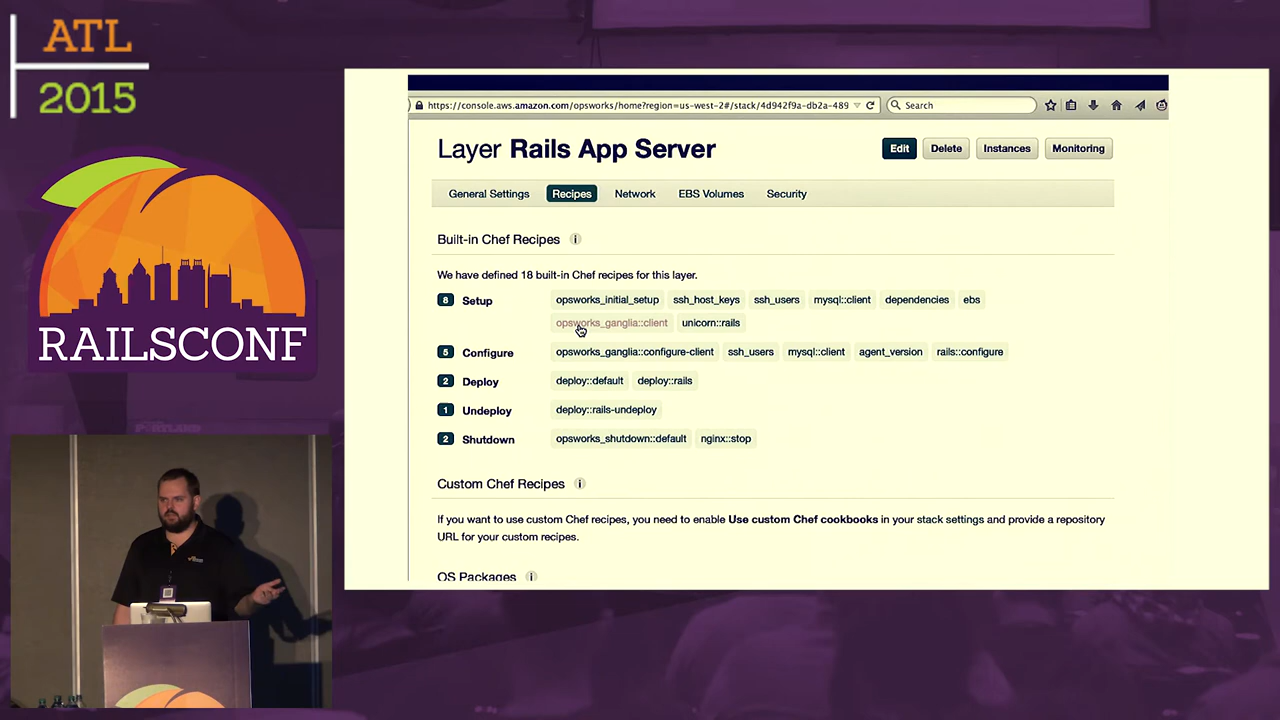 ATL
2015
RAILSCONF
https://console.aws.amazon.com/opsworks/home?region=us-west-2#/stack/4d942f9a-db2a-489
Search
Layer Rails App Server
Edit Delete Instances Monitoring
General Settings Recipes Network EBS Volumes Security
Built-in Chef Recipes i
We have defined 18 built-in Chef recipes for this layer.
8 Setup opsworks_initial_setup ssh_host_keys ssh_users mysql::client dependencies ebs
opsworks_ganglia::client unicorn::rails
5 Configure opsworks_ganglia::configure-client ssh_users mysql::client agent_version rails::configure
2 Deploy deploy::default deploy::rails
1 Undeploy deploy::rails-undeploy
2 Shutdown opsworks_shutdown::default nginx::stop
Custom Chef Recipes i
If you want to use custom Chef recipes, you need to enable Use custom Chef cookbooks in your stack settings and provide a repository
URL for your custom recipes.
OS Packages i